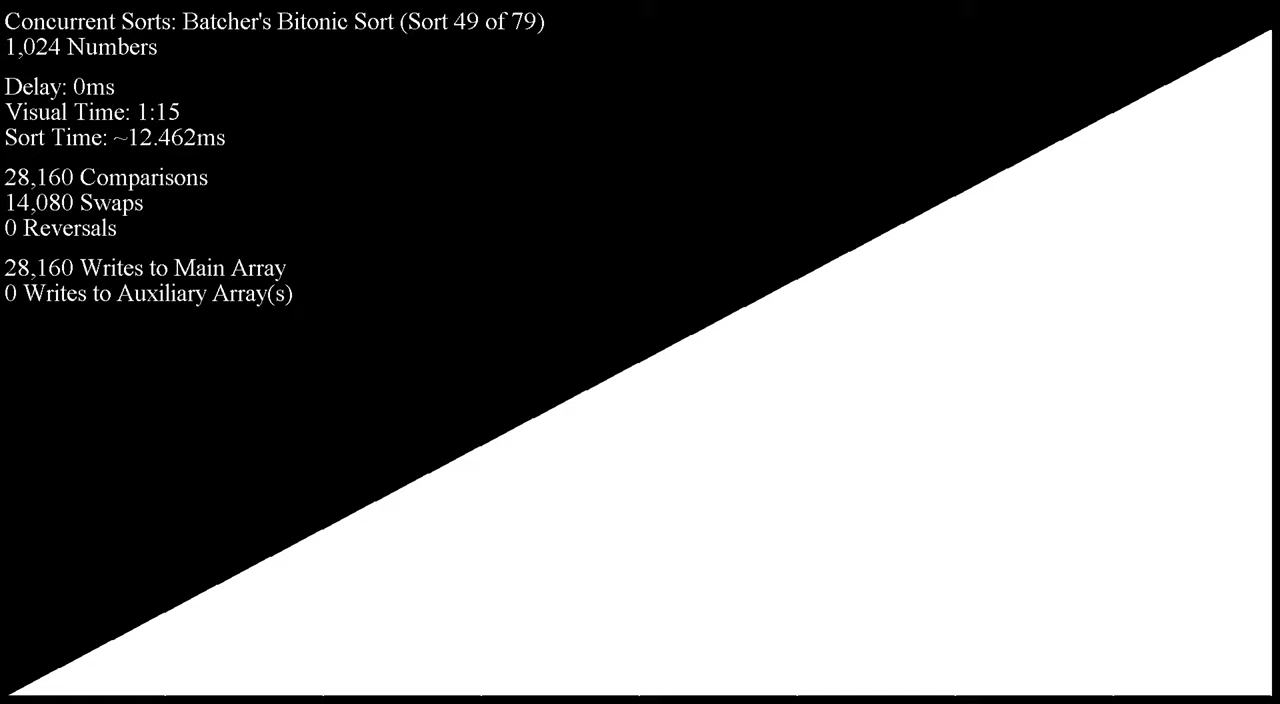 Concurrent Sorts: Batcher's Bitonic Sort (Sort 49 of 79)
1,024 Numbers
Delay: 0ms
Visual Time: 1:15
Sort Time: ~12.462ms
28,160 Comparisons
14,080 Swaps
0 Reversals
28,160 Writes to Main Array
0 Writes to Auxiliary Array(s)